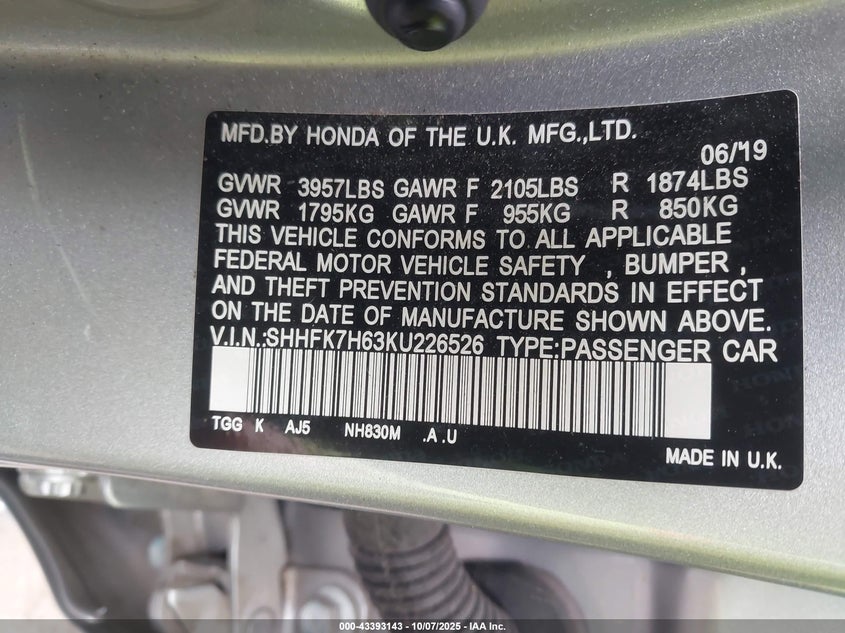 MFD.BY HONDA OF THE U.K. MFG.,LTD.
06/'19
GVWR 3957LBS GAWR F 2105LBS R 1874LBS
GVWR 1795KG GAWR F 955KG R 850KG
THIS VEHICLE CONFORMS TO ALL APPLICABLE
FEDERAL MOTOR VEHICLE SAFETY , BUMPER ,
AND THEFT PREVENTION STANDARDS IN EFFECT
ON THE DATE OF MANUFACTURE SHOWN ABOVE.
V.I.N.:SHHFK7H63KU226526 TYPE:PASSENGER CAR
TGG K AJ5 NH830M .A .U
MADE IN U.K.
000-43393143 - 10/07/2025 - IAA Inc.